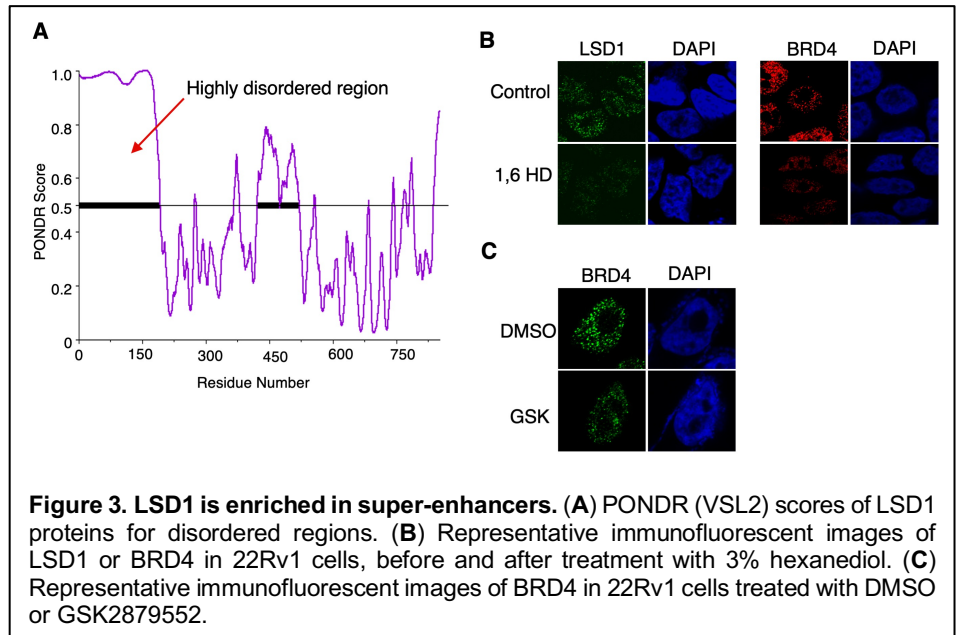 A
1.0
0.8
0.6
0.5
0.4
0.2
0
PONDR Score
Highly disordered region
0 150 300 450 600 750
Residue Number
B
LSD1 DAPI BRD4 DAPI
Control
1,6 HD
C
BRD4 DAPI
DMSO
GSK
Figure 3. LSD1 is enriched in super-enhancers. (A) PONDR (VSL2) scores of LSD1
proteins for disordered regions. (B) Representative immunofluorescent images of
LSD1 or BRD4 in 22Rv1 cells, before and after treatment with 3% hexanediol. (C)
Representative immunofluorescent images of BRD4 in 22Rv1 cells treated with DMSO
or GSK2879552.